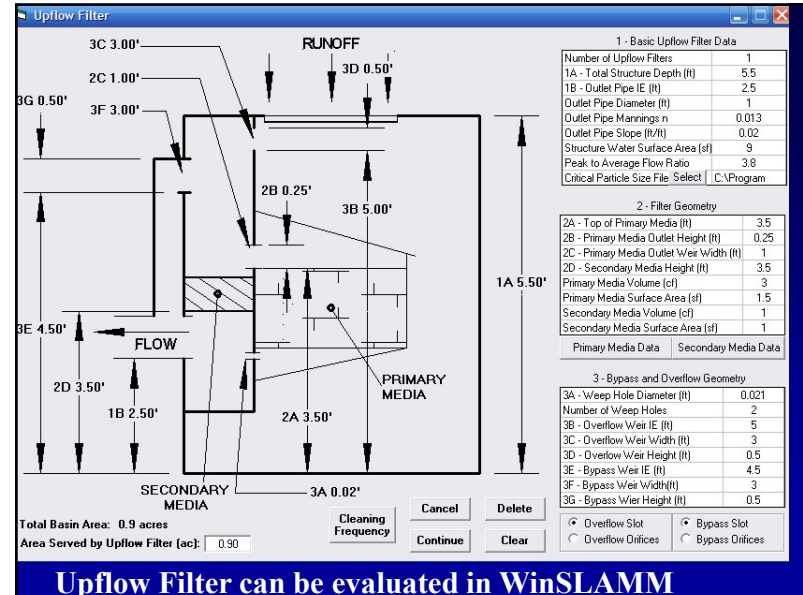 Upflow Filter
3C 3.00'
RUNOFF
2C 1.00'
3D 0.50'
3G 0.50'
3F 3.00'
2B 0.25'
3B 5.00'
1A 5.50'
3E 4.50'
FLOW
2D 3.50'
PRIMARY
MEDIA
1B 2.50'
2A 3.50'
SECONDARY
MEDIA
3A 0.02'
Total Basin Area: 0.9 acres
Area Served by Upflow Filter (ac): 0.90
Cleaning
Frequency
Cancel
Delete
Continue
Clear
1 - Basic Upflow Filter Data
Number of Upflow Filters 1
1A - Total Structure Depth (ft) 5.5
1B - Outlet Pipe IE (ft) 2.5
Outlet Pipe Diameter (ft) 1
Outlet Pipe Mannings n 0.013
Outlet Pipe Slope (ft/ft) 0.02
Structure Water Surface Area (sf) 9
Peak to Average Flow Ratio 3.8
Critical Particle Size File Select C:\Program
2 - Filter Geometry
2A - Top of Primary Media (ft) 3.5
2B - Primary Media Outlet Height (ft) 0.25
2C - Primary Media Outlet Weir Width (ft) 1
2D - Secondary Media Height (ft) 3.5
Primary Media Volume (cf) 3
Primary Media Surface Area (sf) 1.5
Secondary Media Volume (cf) 1
Secondary Media Surface Area (sf) 1
Primary Media Data Secondary Media Data
3 - Bypass and Overflow Geometry
3A - Weep Hole Diameter (ft) 0.021
Number of Weep Holes 2
3B - Overflow Weir IE (ft) 5
3C - Overflow Weir Width (ft) 3
3D - Overlow Weir Height (ft) 0.5
3E - Bypass Weir IE (ft) 4.5
3F - Bypass Weir Width(ft) 3
3G - Bypass Wier Height (ft) 0.5
Overflow Slot Bypass Slot
Overflow Orifices Bypass Orifices
Upflow Filter can be evaluated in WinSLAMM